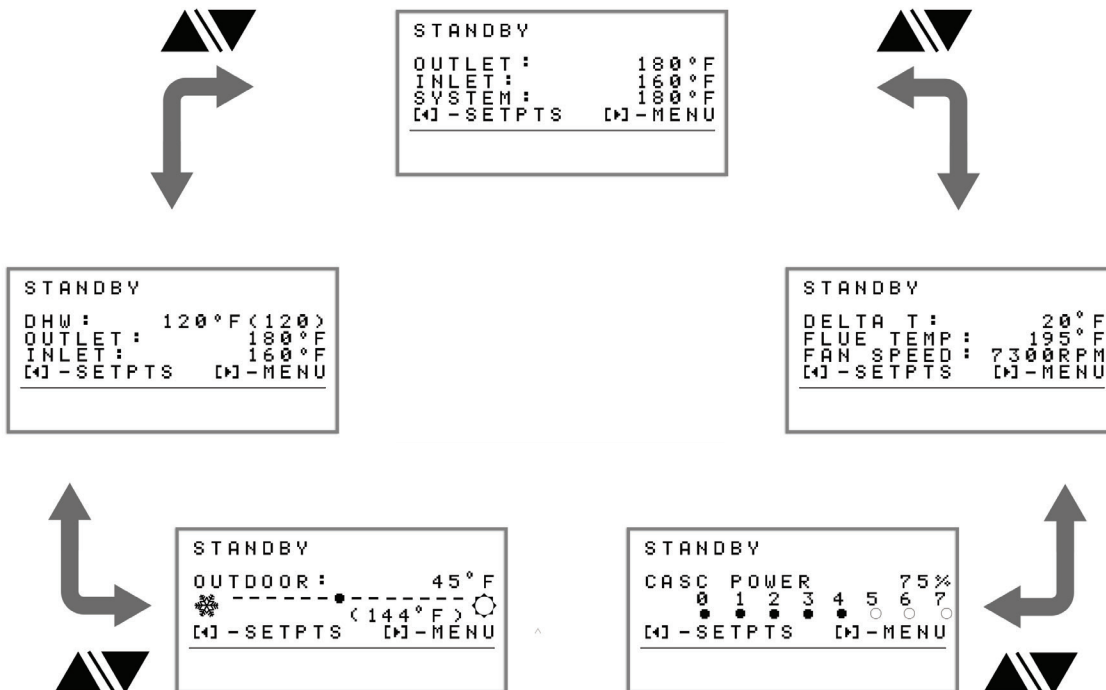 STANDBY
OUTLET: 180°F
INLET: 160°F
SYSTEM: 180°F
[◂]-SETPTS [▸]-MENU
STANDBY
DHW: 120°F(120)
OUTLET: 180°F
INLET: 160°F
[◂]-SETPTS [▸]-MENU
STANDBY
DELTA T: 20°F
FLUE TEMP: 195°F
FAN SPEED: 7300RPM
[◂]-SETPTS [▸]-MENU
STANDBY
OUTDOOR: 45°F
(144°F)
[◂]-SETPTS [▸]-MENU
STANDBY
CASC POWER 75%
0 1 2 3 4 5 6 7
[◂]-SETPTS [▸]-MENU